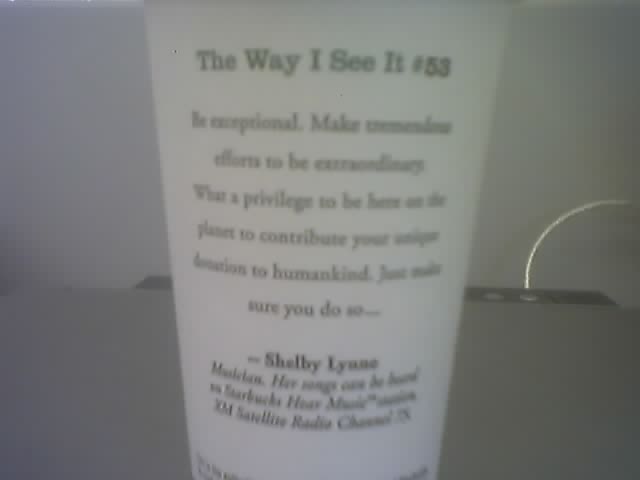 The Way I See It #53
Be exceptional. Make tremendous
efforts to be extraordinary.
What a privilege to be here on the
planet to contribute your unique
donation to humankind. Just make
sure you do so—
— Shelby Lynne
Musician. Her songs can be heard
on Starbucks Hear Music™ station
XM Satellite Radio Channel 75.